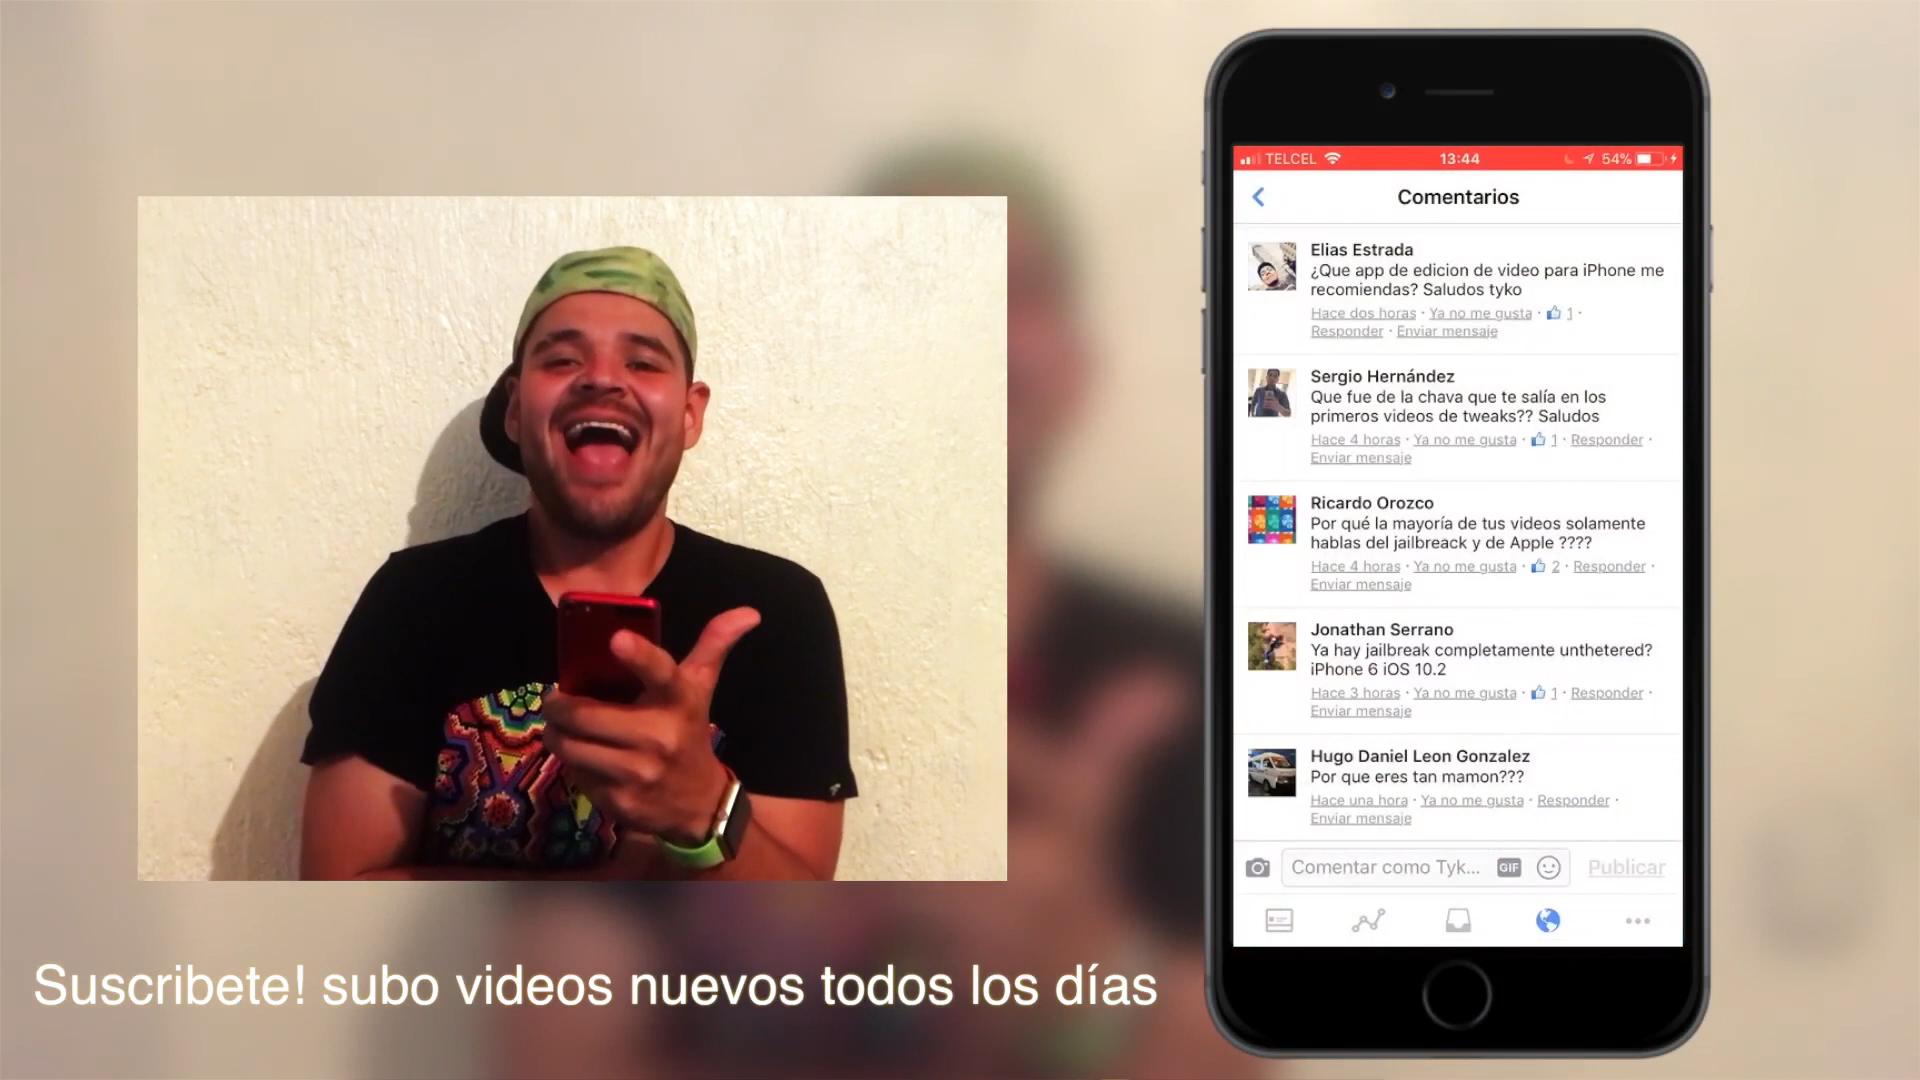 TELCEL 13:44 54%
Comentarios
Elias Estrada
¿Que app de edicion de video para iPhone me
recomiendas? Saludos tyko
Hace dos horas · Ya no me gusta · 1 ·
Responder · Enviar mensaje
Sergio Hernández
Que fue de la chava que te salía en los
primeros videos de tweaks?? Saludos
Hace 4 horas · Ya no me gusta · 1 · Responder ·
Enviar mensaje
Ricardo Orozco
Por qué la mayoría de tus videos solamente
hablas del jailbreack y de Apple ????
Hace 4 horas · Ya no me gusta · 2 · Responder ·
Enviar mensaje
Jonathan Serrano
Ya hay jailbreak completamente unthetered?
iPhone 6 iOS 10.2
Hace 3 horas · Ya no me gusta · 1 · Responder ·
Enviar mensaje
Hugo Daniel Leon Gonzalez
Por que eres tan mamon???
Hace una hora · Ya no me gusta · Responder ·
Enviar mensaje
Comentar como Tyk... GIF Publicar
Suscribete! subo videos nuevos todos los días